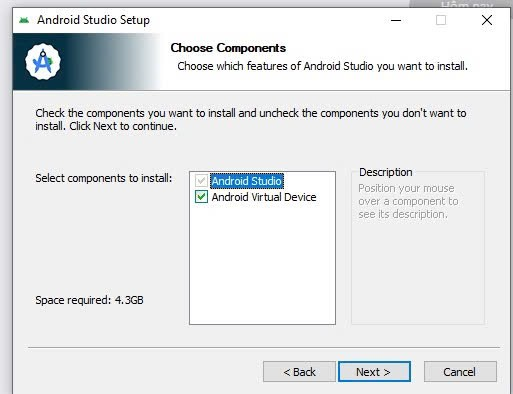 Hôm nay
Android Studio Setup
Choose Components
Choose which features of Android Studio you want to install.
Check the components you want to install and uncheck the components you don't want to
install. Click Next to continue.
Select components to install:
Android Studio
Android Virtual Device
Description
Position your mouse
over a component to
see its description.
Space required: 4.3GB
< Back
Next >
Cancel